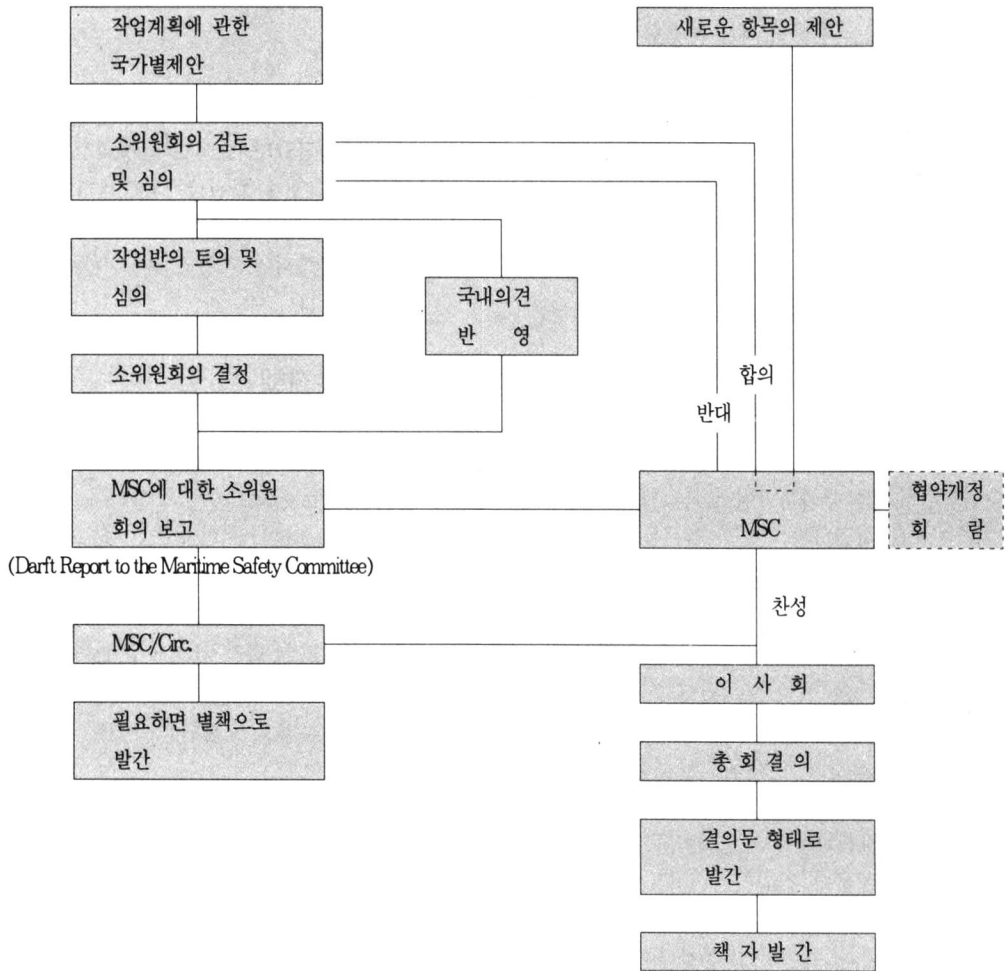 작업계획에 관한
국가별제안
새로운 항목의 제안
소위원회의 검토
및 심의
작업반의 토의 및
심의
국내의견
반 영
소위원회의 결정
합의
반대
MSC에 대한 소위원
회의 보고
(Darft Report to the Maritime Safety Committee)
MSC
협약개정
회 람
찬성
MSC/Circ.
이 사 회
필요하면 별책으로
발간
총 회 결 의
결의문 형태로
발간
책 자 발 간